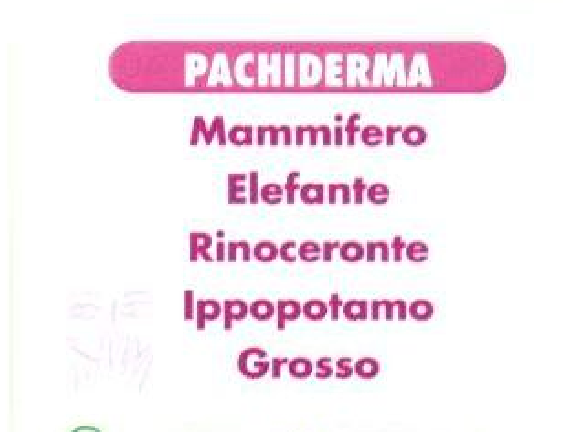 PACHIDERMA
Mammifero
Elefante
Rinoceronte
Ippopotamo
Grosso